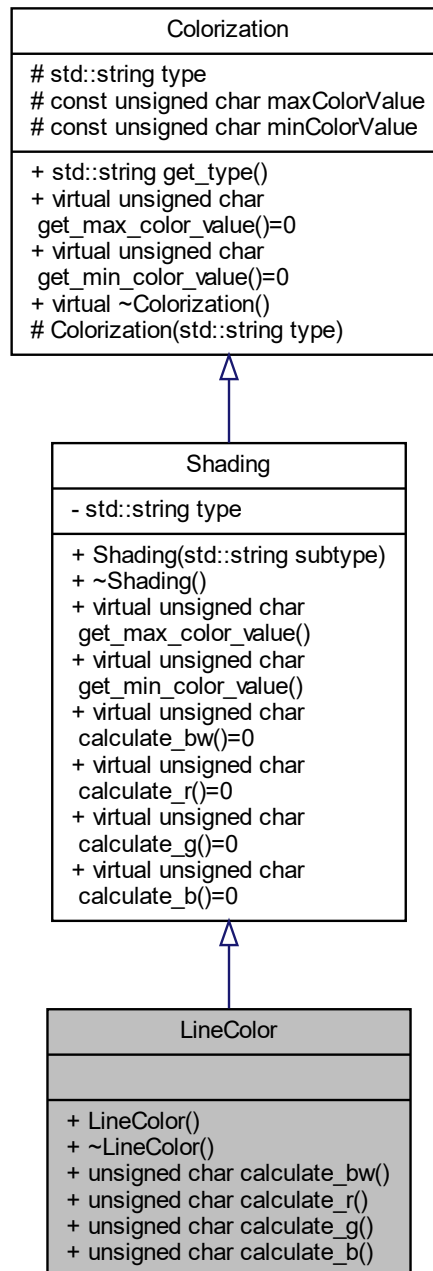 Colorization
# std::string type
# const unsigned char maxColorValue
# const unsigned char minColorValue
+ std::string get_type()
+ virtual unsigned char
get_max_color_value()=0
+ virtual unsigned char
get_min_color_value()=0
+ virtual ~Colorization()
# Colorization(std::string type)
Shading
- std::string type
+ Shading(std::string subtype)
+ ~Shading()
+ virtual unsigned char
get_max_color_value()
+ virtual unsigned char
get_min_color_value()
+ virtual unsigned char
calculate_bw()=0
+ virtual unsigned char
calculate_r()=0
+ virtual unsigned char
calculate_g()=0
+ virtual unsigned char
calculate_b()=0
LineColor
+ LineColor()
+ ~LineColor()
+ unsigned char calculate_bw()
+ unsigned char calculate_r()
+ unsigned char calculate_g()
+ unsigned char calculate_b()